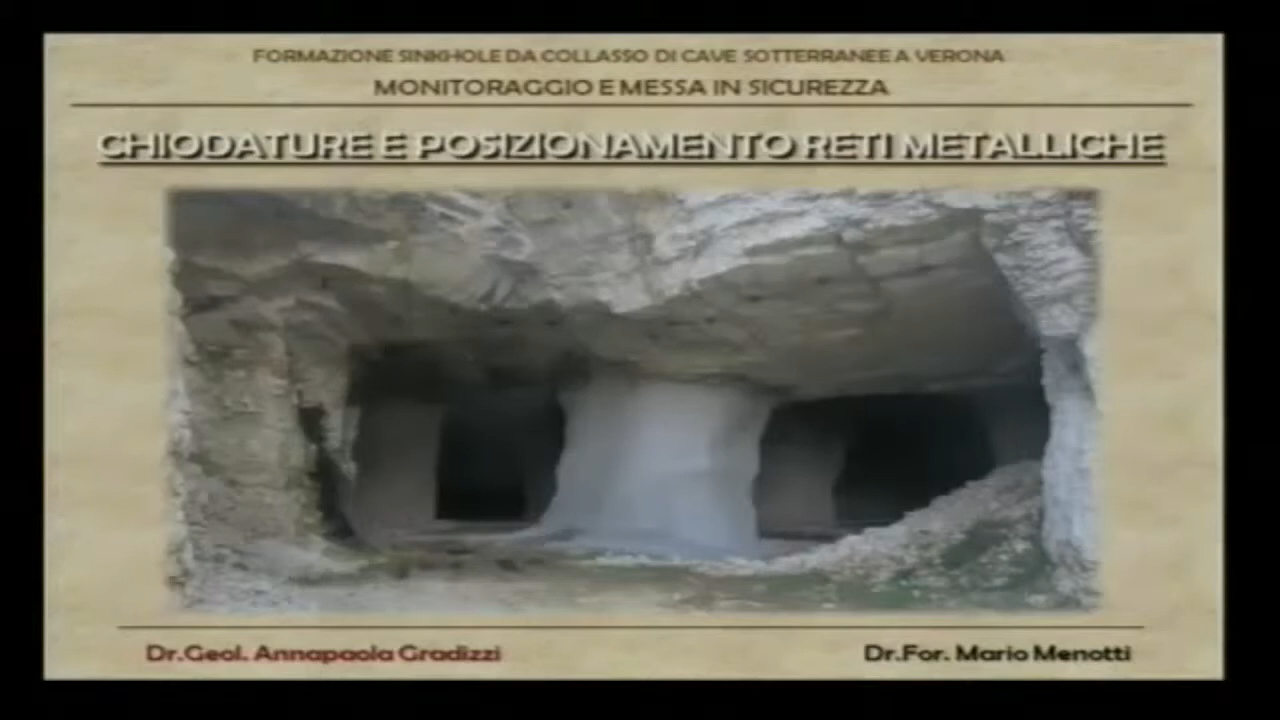 FORMAZIONE SINKHOLE DA COLLASSO DI CAVE SOTTERRANEE A VERONA
MONITORAGGIO E MESSA IN SICUREZZA
CHIODATURE E POSIZIONAMENTO RETI METALLICHE
Dr.Geol. Annapaola Gradizzi
Dr.For. Mario Menotti